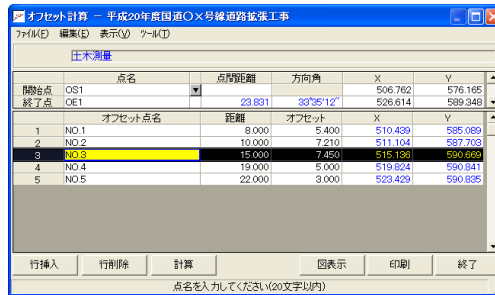 オフセット計算 － 平成20年度国道〇×号線道路拡張工事
ファイル(F) 編集(E) 表示(V) ツール(T)
土木測量
点名 点間距離 方向角 X Y
開始点 OS1 506.762 576.165
終了点 OE1 23.831 33°35'12" 526.614 589.348
オフセット点名 距離 オフセット X Y
1 NO.1 8.000 5.400 510.439 585.089
2 NO.2 10.000 7.210 511.104 587.703
3 NO.3 15.000 7.450 515.136 590.669
4 NO.4 19.000 5.000 519.824 590.841
5 NO.5 22.000 3.000 523.429 590.835
行挿入 行削除 計算 図表示 印刷 終了
点名を入力してください(20文字以内)